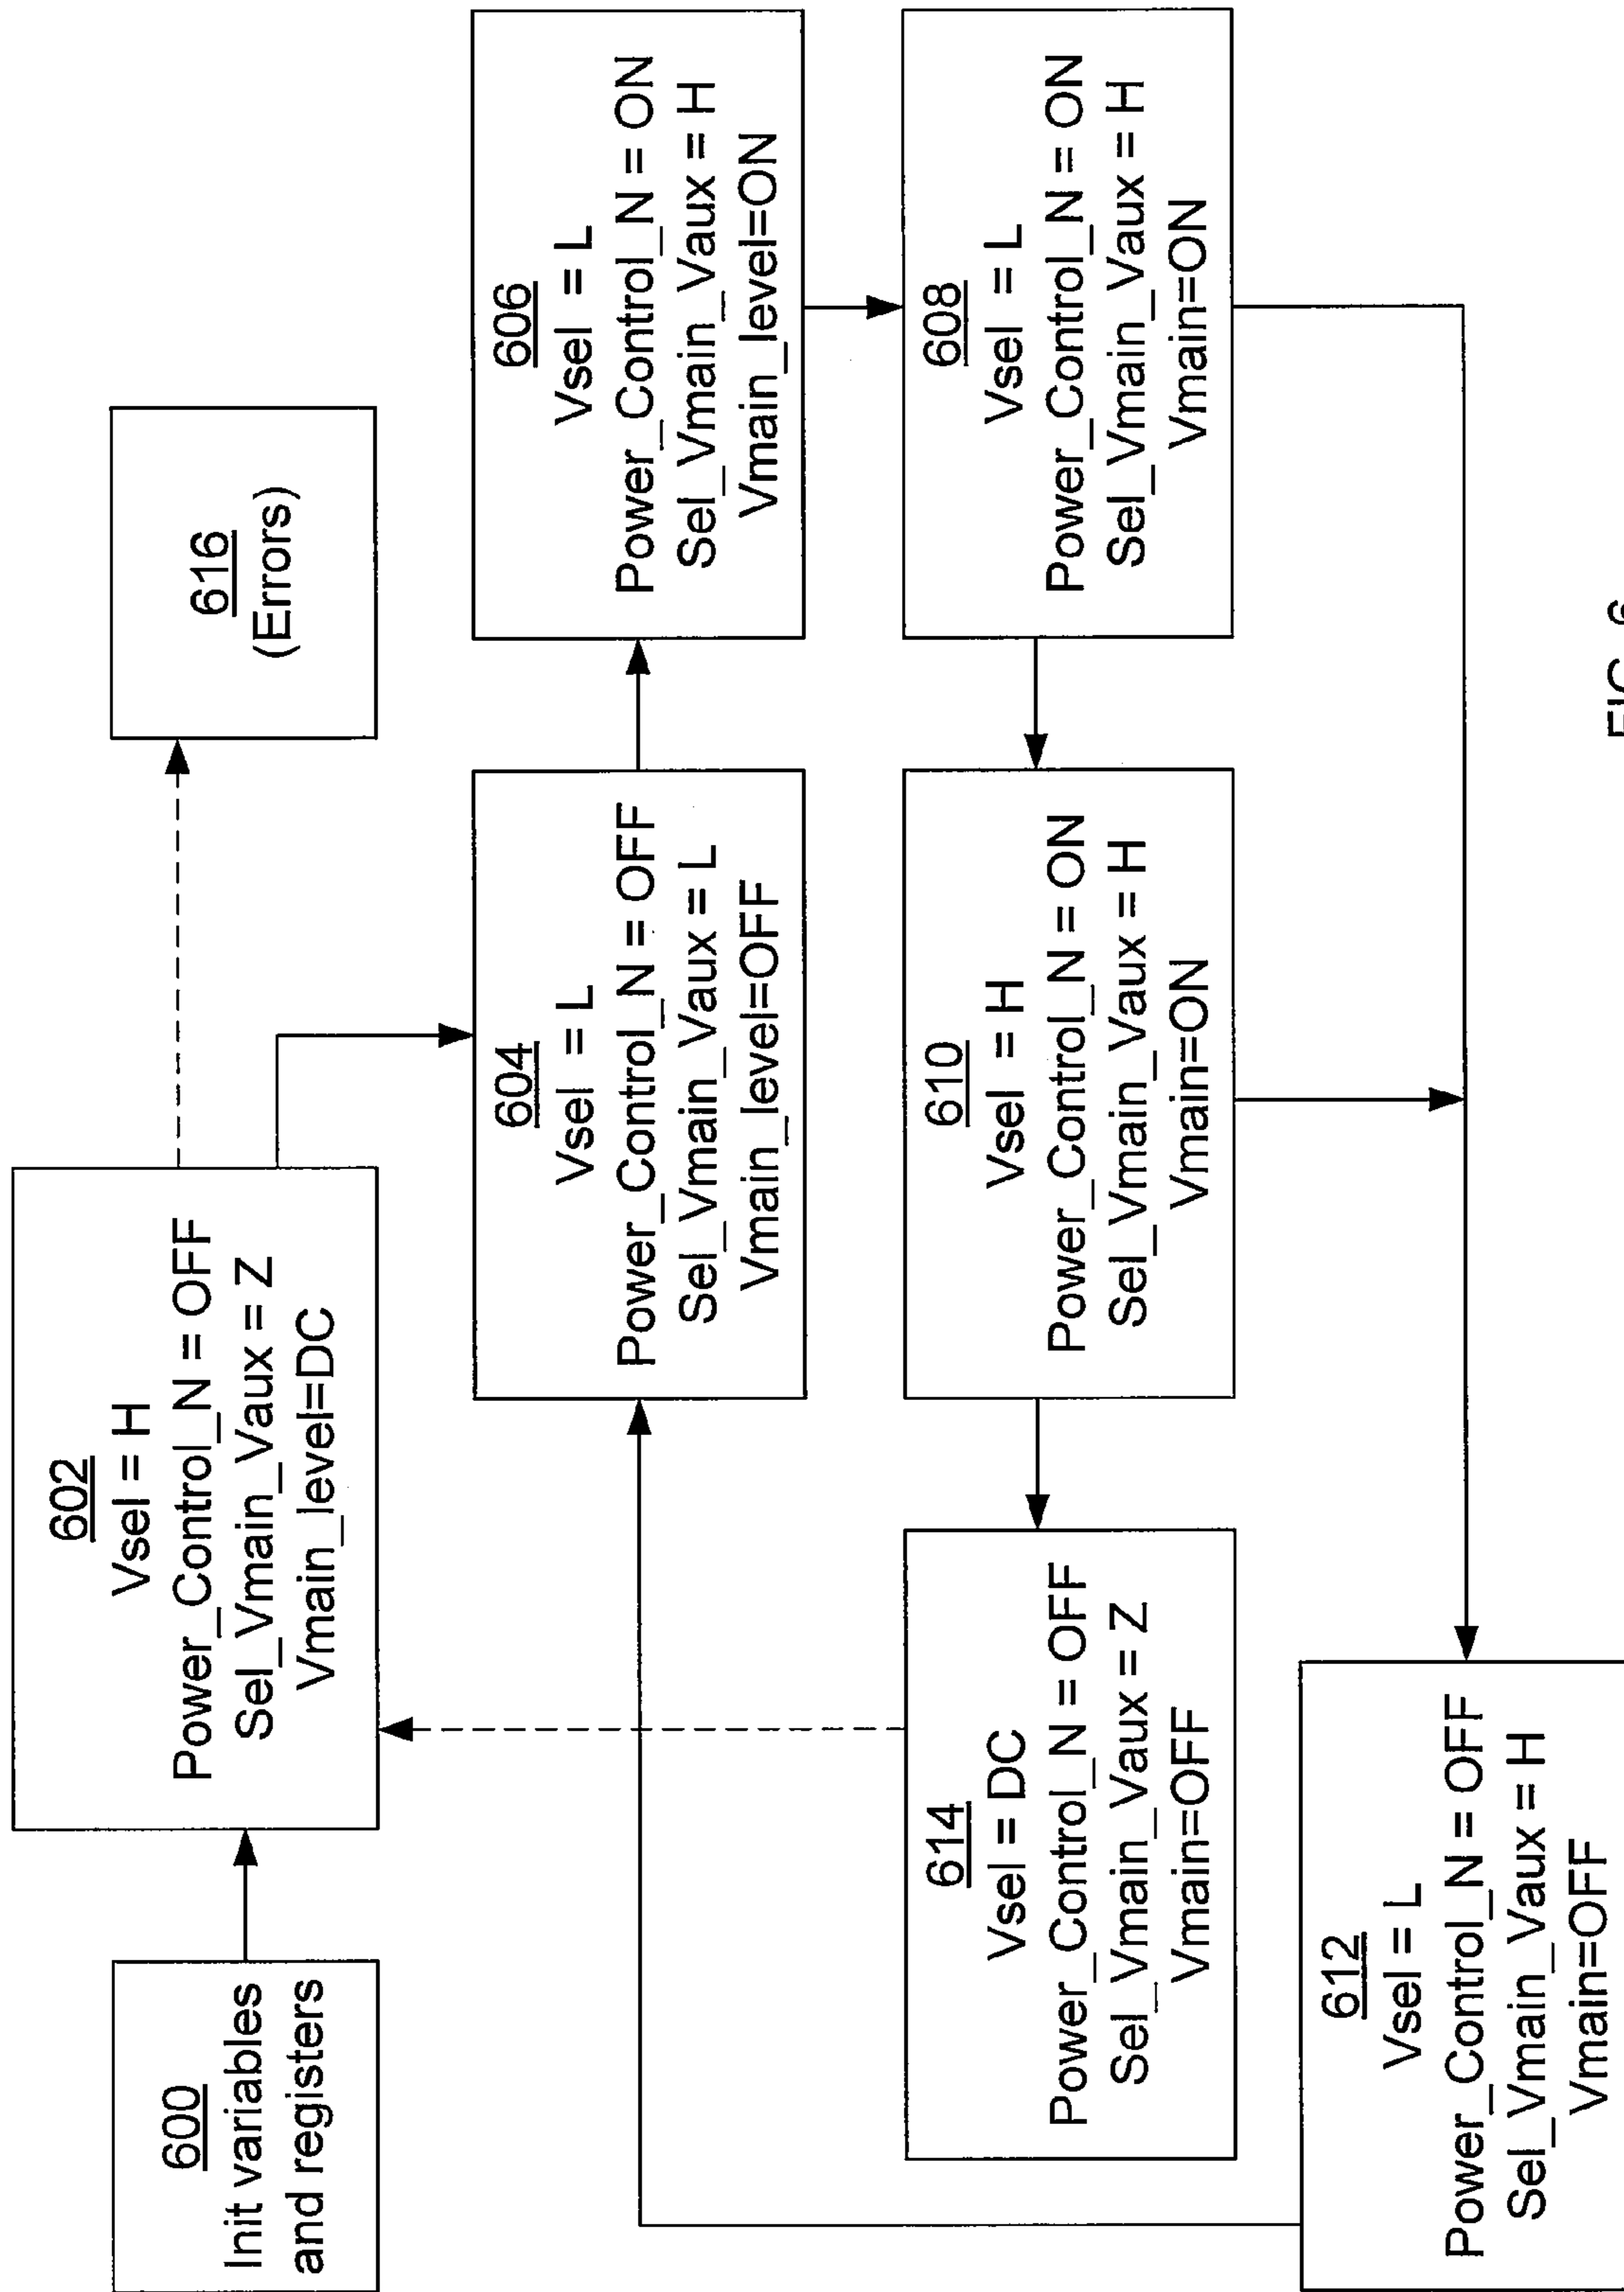 600
Init variables
and registers
602
Vsel = H
Power_Control_N = OFF
Sel_Vmain_Vaux = Z
Vmain_level=DC
616
(Errors)
604
Vsel = L
Power_Control_N = OFF
Sel_Vmain_Vaux = L
Vmain_level=OFF
606
Vsel = L
Power_Control_N = ON
Sel_Vmain_Vaux = H
Vmain_level=ON
614
Vsel = DC
Power_Control_N = OFF
Sel_Vmain_Vaux = Z
Vmain=OFF
610
Vsel = H
Power_Control_N = ON
Sel_Vmain_Vaux = H
Vmain=ON
608
Vsel = L
Power_Control_N = ON
Sel_Vmain_Vaux = H
Vmain=ON
612
Vsel = L
Power_Control_N = OFF
Sel_Vmain_Vaux = H
Vmain=OFF
FIG. 6